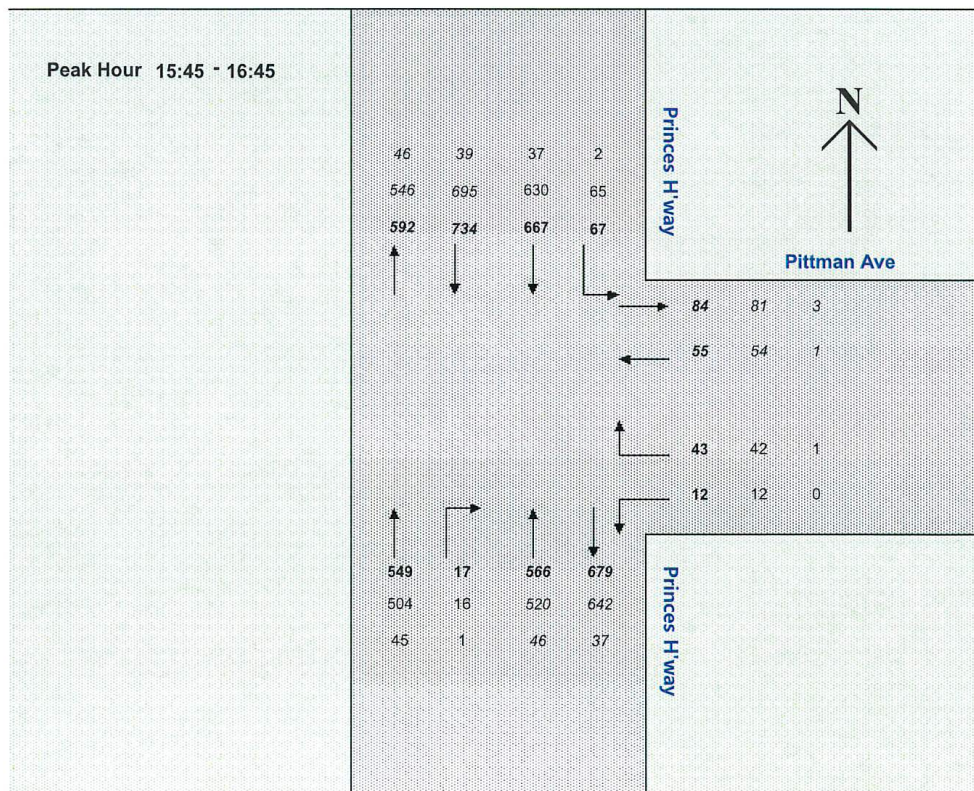 Peak Hour 15:45 - 16:45
N
Princes H'way
Pittman Ave
46 39 37 2
546 695 630 65
592 734 667 67
84 81 3
55 54 1
43 42 1
12 12 0
549 17 566 679
504 16 520 642
45 1 46 37
Princes H'way